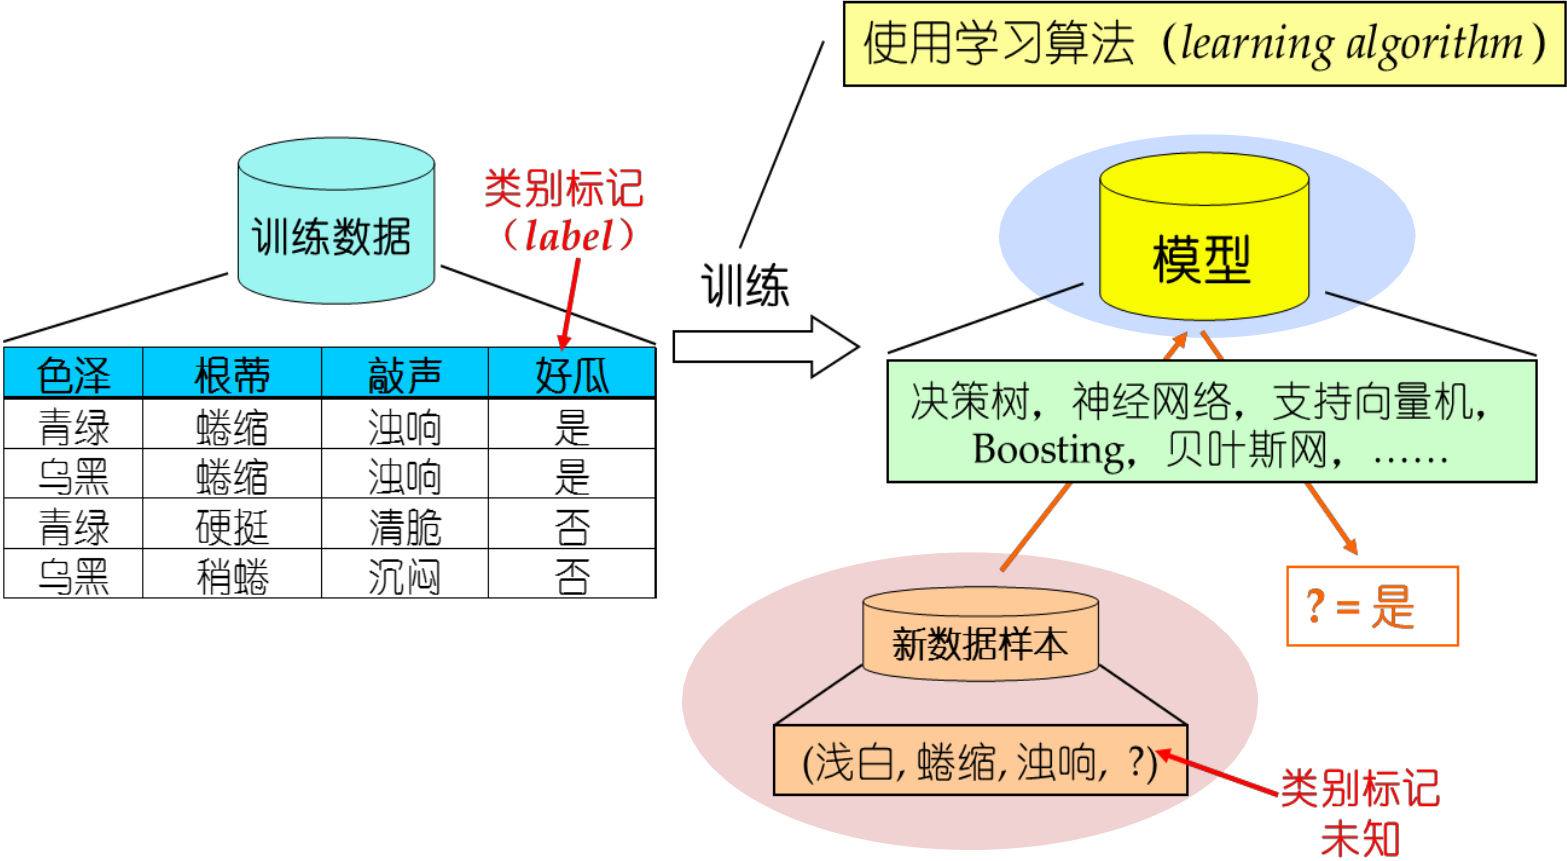 使用学习算法（learning algorithm）
训练数据
类别标记
（label）
训练
模型
色泽 根蒂 敲声 好瓜
青绿 蜷缩 浊响 是
乌黑 蜷缩 浊响 是
青绿 硬挺 清脆 否
乌黑 稍蜷 沉闷 否
决策树，神经网络，支持向量机，
Boosting，贝叶斯网，……
? = 是
新数据样本
(浅白, 蜷缩, 浊响, ?)
类别标记
未知